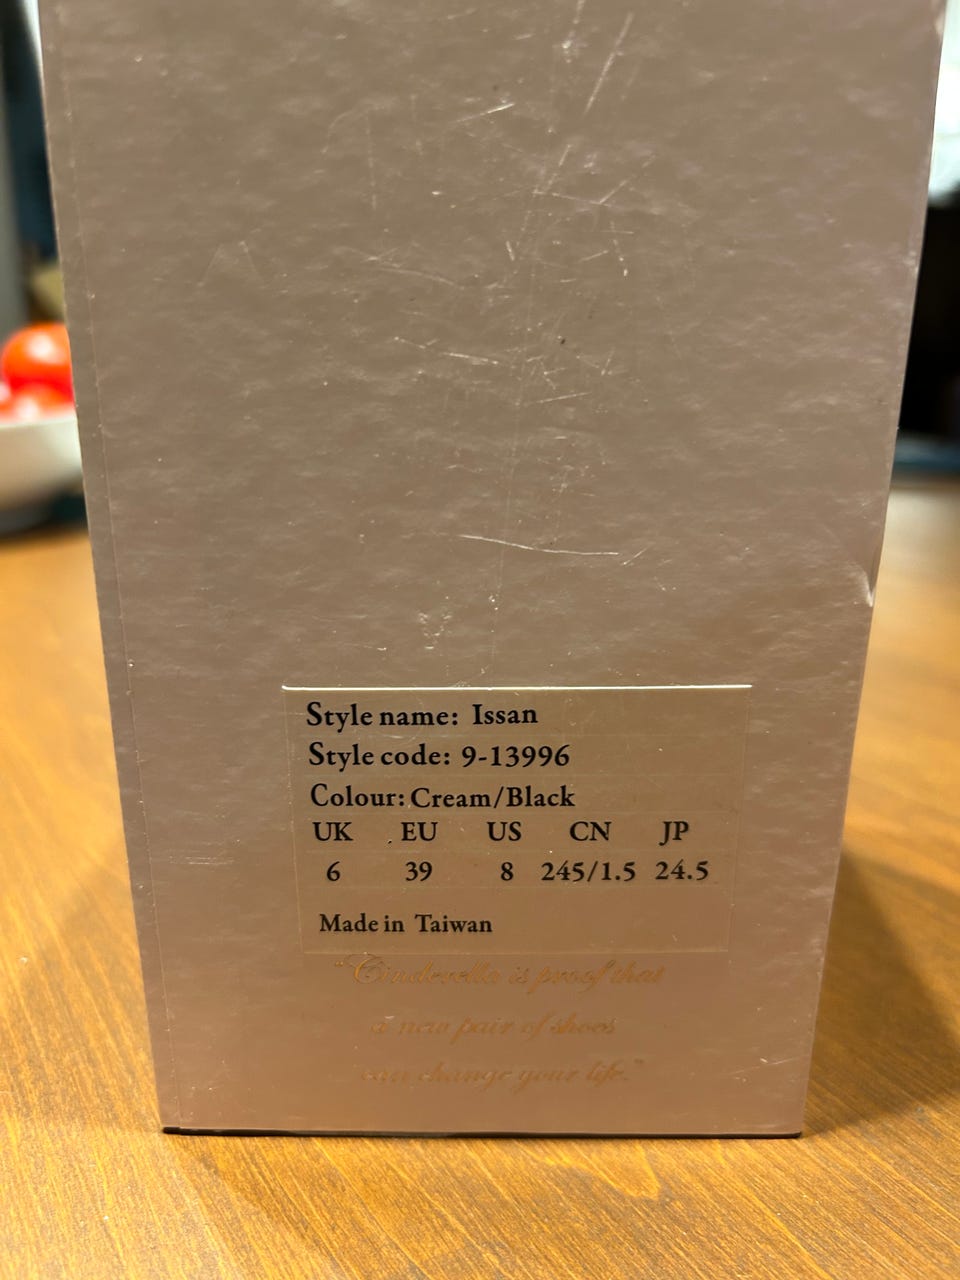 Style name: Issan
Style code: 9-13996
Colour: Cream/Black
UK EU US CN JP
6 39 8 245/1.5 24.5
Made in Taiwan
"Cinderella is proof that
a new pair of shoes
can change your life."